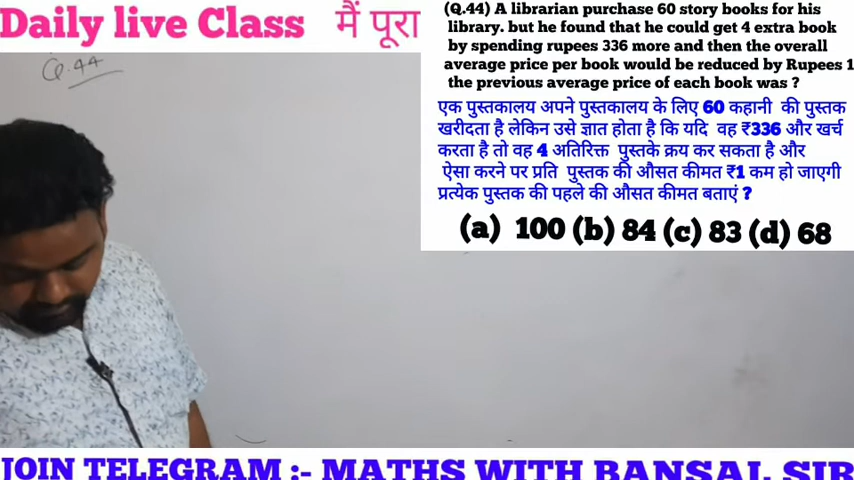 Daily live Class मैं पूरा
Q.44
(Q.44) A librarian purchase 60 story books for his
library. but he found that he could get 4 extra book
by spending rupees 336 more and then the overall
average price per book would be reduced by Rupees 1
the previous average price of each book was ?
एक पुस्तकालय अपने पुस्तकालय के लिए 60 कहानी की पुस्तक
खरीदता है लेकिन उसे ज्ञात होता है कि यदि वह ₹336 और खर्च
करता है तो वह 4 अतिरिक्त पुस्तके क्रय कर सकता है और
ऐसा करने पर प्रति पुस्तक की औसत कीमत ₹1 कम हो जाएगी
प्रत्येक पुस्तक की पहले की औसत कीमत बताएं ?
(a) 100 (b) 84 (c) 83 (d) 68
JOIN TELEGRAM :- MATHS WITH BANSAL SIR